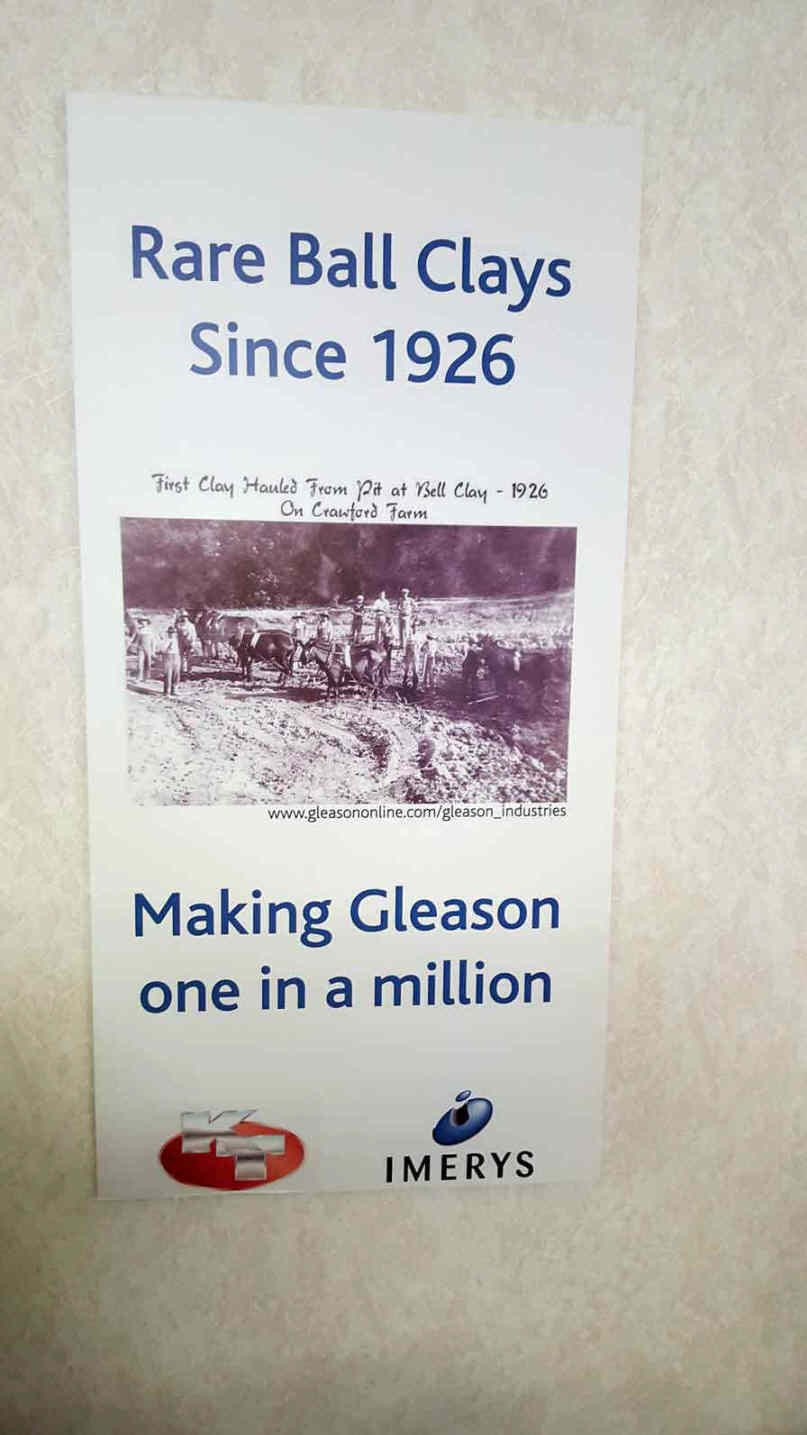 Rare Ball Clays
Since 1926
First Clay Hauled From Pit at Bell Clay - 1926
On Crawford Farm
www.gleasononline.com/gleason_industries
Making Gleason
one in a million
IMERYS